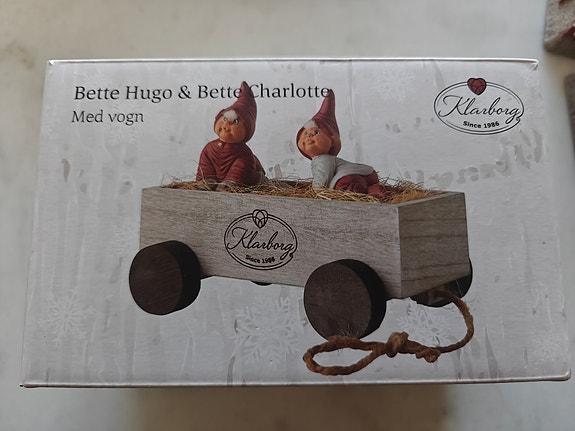 Bette Hugo & Bette Charlotte
Med vogn
Klarborg
Since 1986
Klarborg
Since 1986